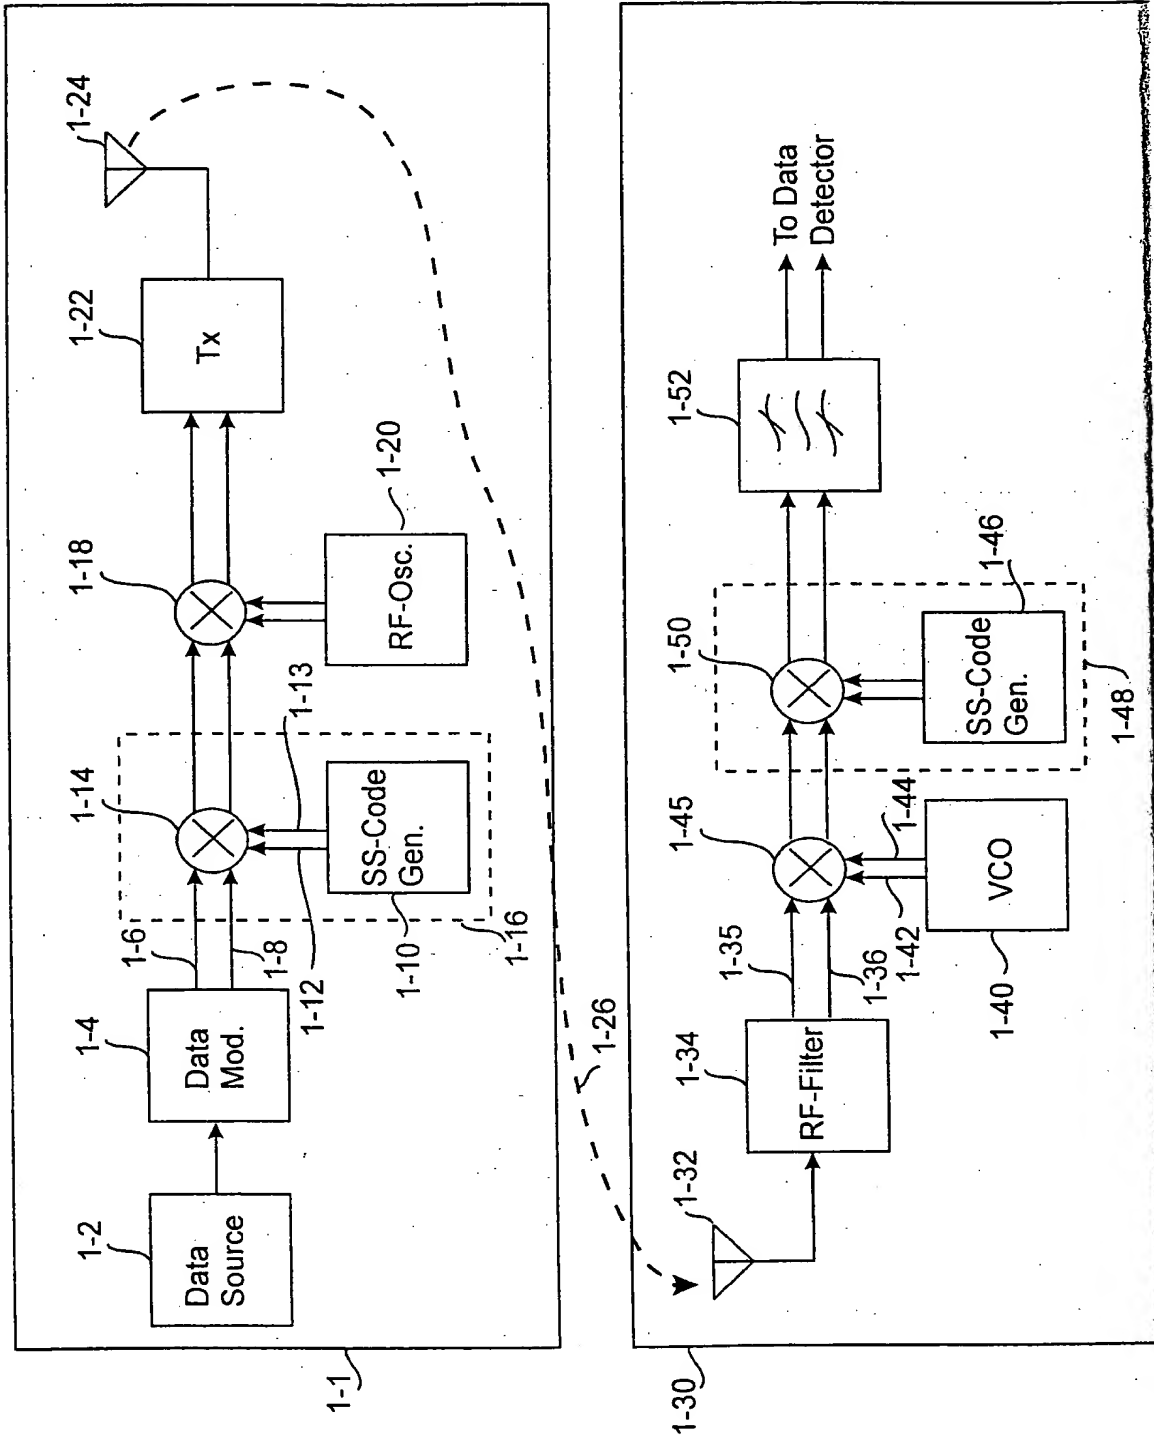 1-1
1-2
Data
Source
1-4
Data
Mod.
1-6
1-8
1-10
SS-Code
Gen.
1-12
1-13
1-14
1-16
1-18
1-20
RF-Osc.
1-22
Tx
1-24
1-26
1-30
1-32
1-34
RF-Filter
1-35
1-36
1-40
VCO
1-42
1-44
1-45
1-46
SS-Code
Gen.
1-48
1-50
1-52
To Data
Detector